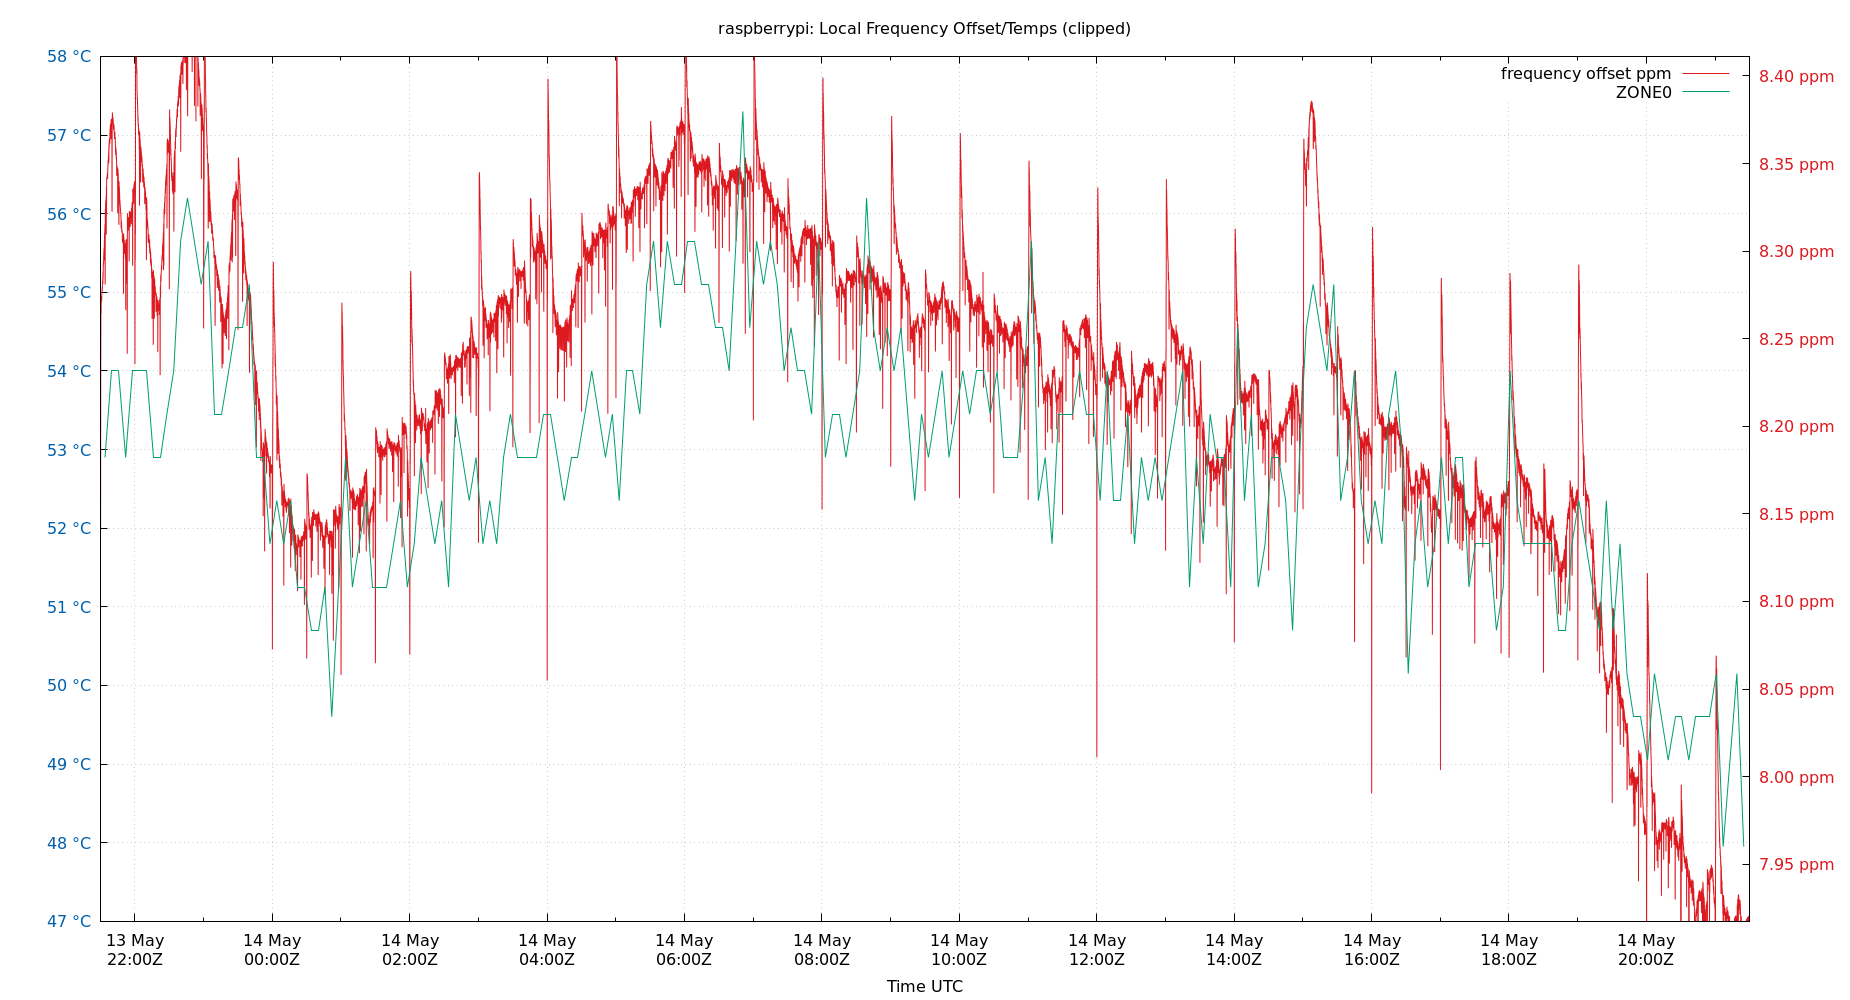 raspberrypi: Local Frequency Offset/Temps (clipped)
58 °C
57 °C
56 °C
55 °C
54 °C
53 °C
52 °C
51 °C
50 °C
49 °C
48 °C
47 °C
frequency offset ppm
ZONE0
8.40 ppm
8.35 ppm
8.30 ppm
8.25 ppm
8.20 ppm
8.15 ppm
8.10 ppm
8.05 ppm
8.00 ppm
7.95 ppm
13 May 14 May 14 May 14 May 14 May 14 May 14 May 14 May 14 May 14 May 14 May 14 May
22:00Z 00:00Z 02:00Z 04:00Z 06:00Z 08:00Z 10:00Z 12:00Z 14:00Z 16:00Z 18:00Z 20:00Z
Time UTC